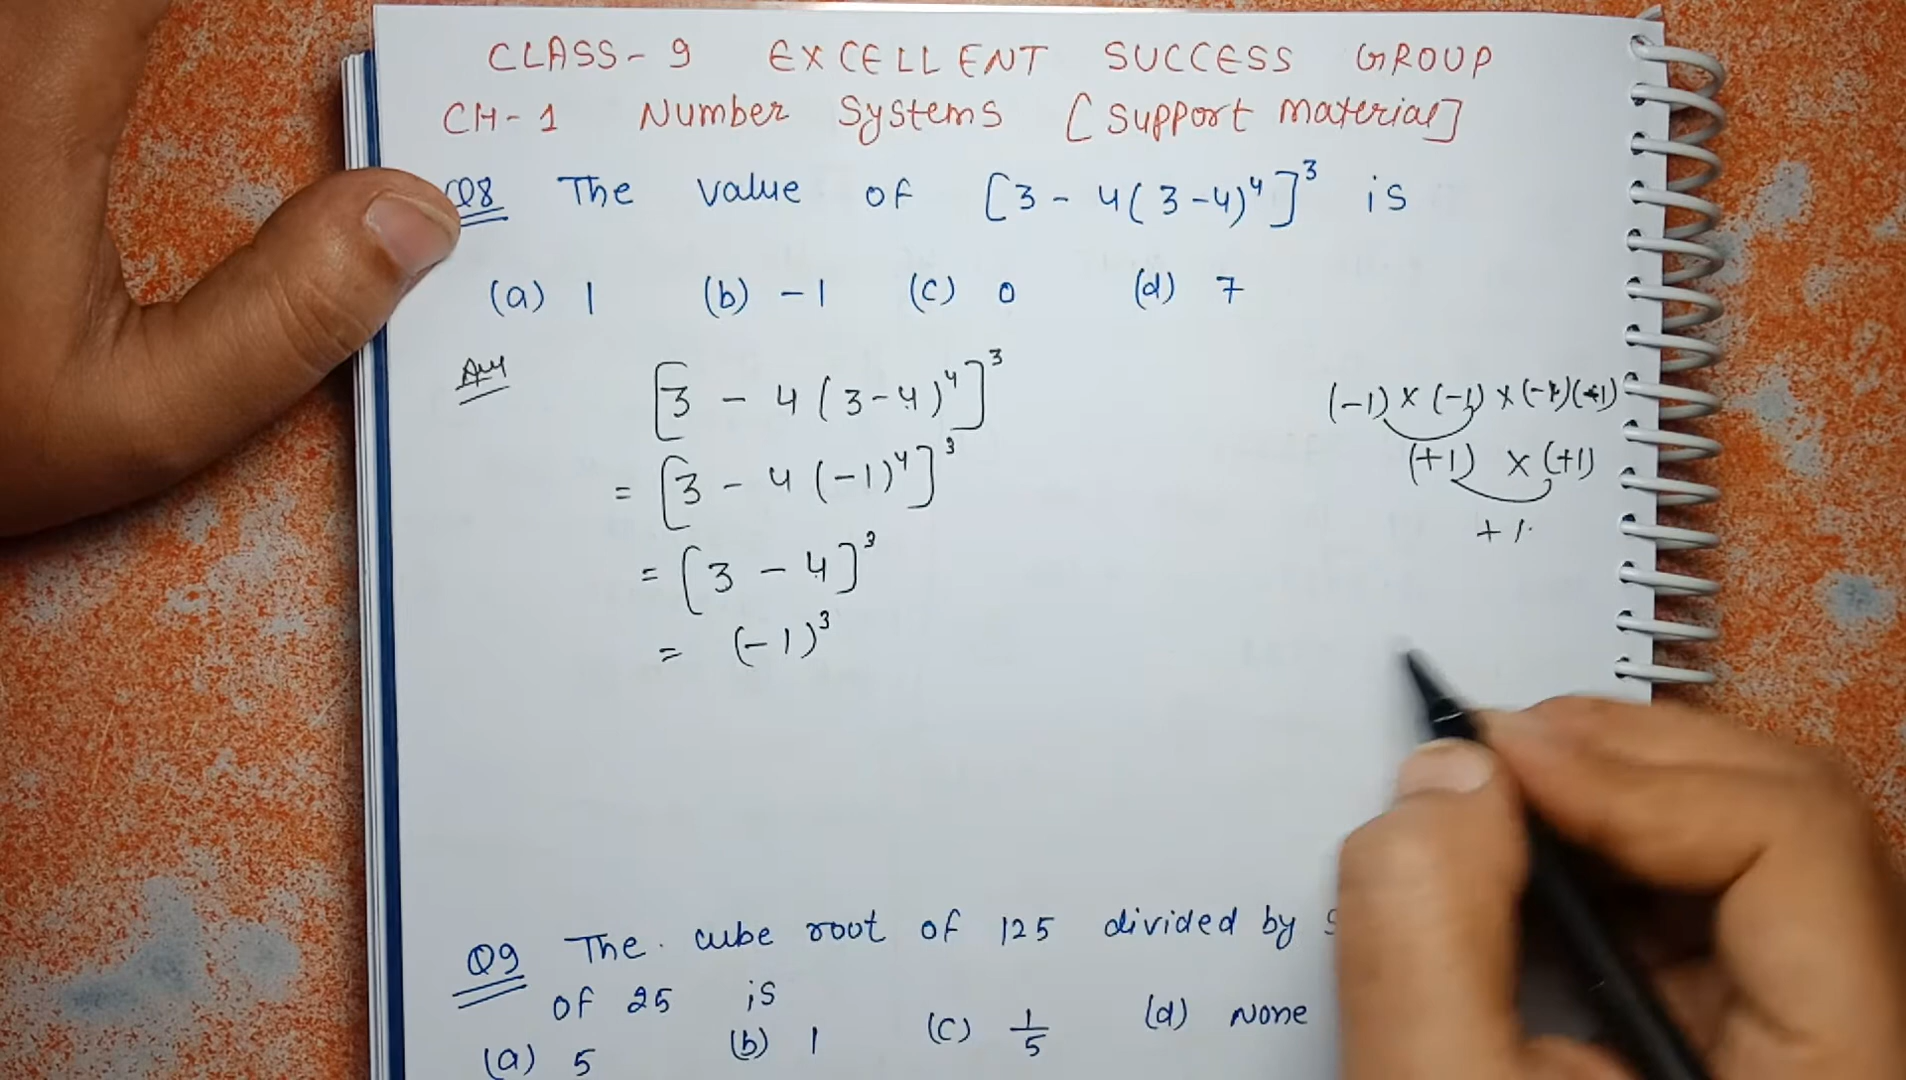 CLASS-9 EXCELLENT SUCCESS GROUP
CH-1 Number Systems [Support Material]
Q8 The value of [3-4(3-4)⁴]³ is
(a) 1 (b) -1 (c) 0 (d) 7
Ans
[3 - 4(3-4)⁴]³
= [3 - 4(-1)⁴]³
= [3 - 4]³
= (-1)³
(-1) × (-1) × (-1)(-1)
(+1) × (+1)
+1
Q9 The cube root of 125 divided by
of 25 is
(a) 5 (b) 1 (c) 1/5 (d) None